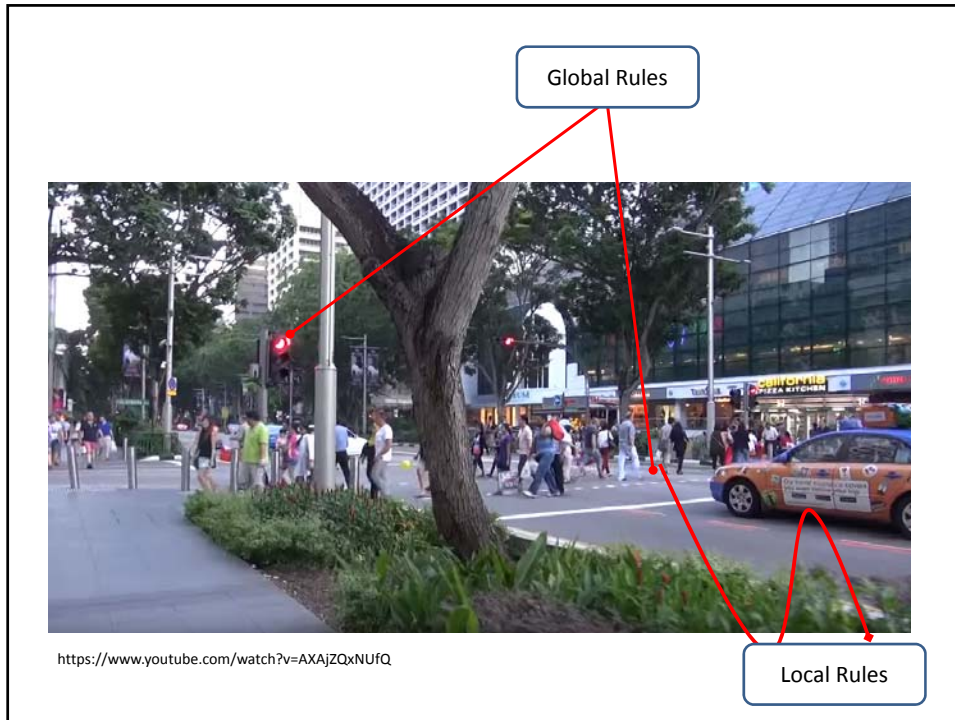 Global Rules
california
PIZZA KITCHEN
https://www.youtube.com/watch?v=AXAjZQxNUfQ
Local Rules